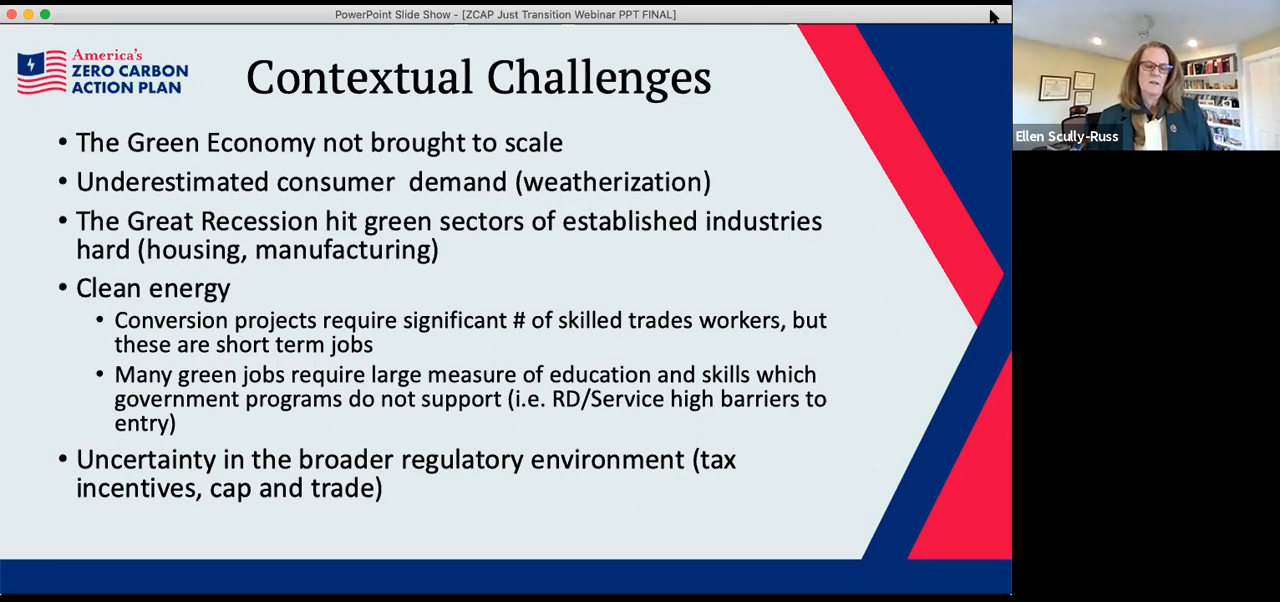 PowerPoint Slide Show - [ZCAP Just Transition Webinar PPT FINAL]
America's
ZERO CARBON
ACTION PLAN
Contextual Challenges
• The Green Economy not brought to scale
• Underestimated consumer demand (weatherization)
• The Great Recession hit green sectors of established industries
hard (housing, manufacturing)
• Clean energy
• Conversion projects require significant # of skilled trades workers, but
these are short term jobs
• Many green jobs require large measure of education and skills which
government programs do not support (i.e. RD/Service high barriers to
entry)
• Uncertainty in the broader regulatory environment (tax
incentives, cap and trade)
Ellen Scully-Russ